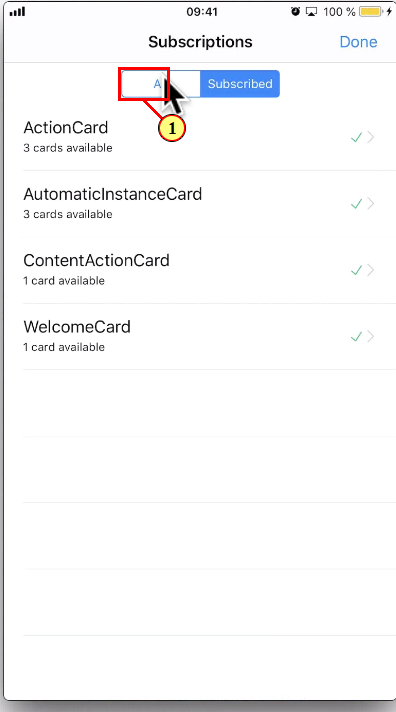 09:41
100 %
Subscriptions
Done
Subscribed
1
ActionCard
3 cards available
AutomaticInstanceCard
3 cards available
ContentActionCard
1 card available
WelcomeCard
1 card available